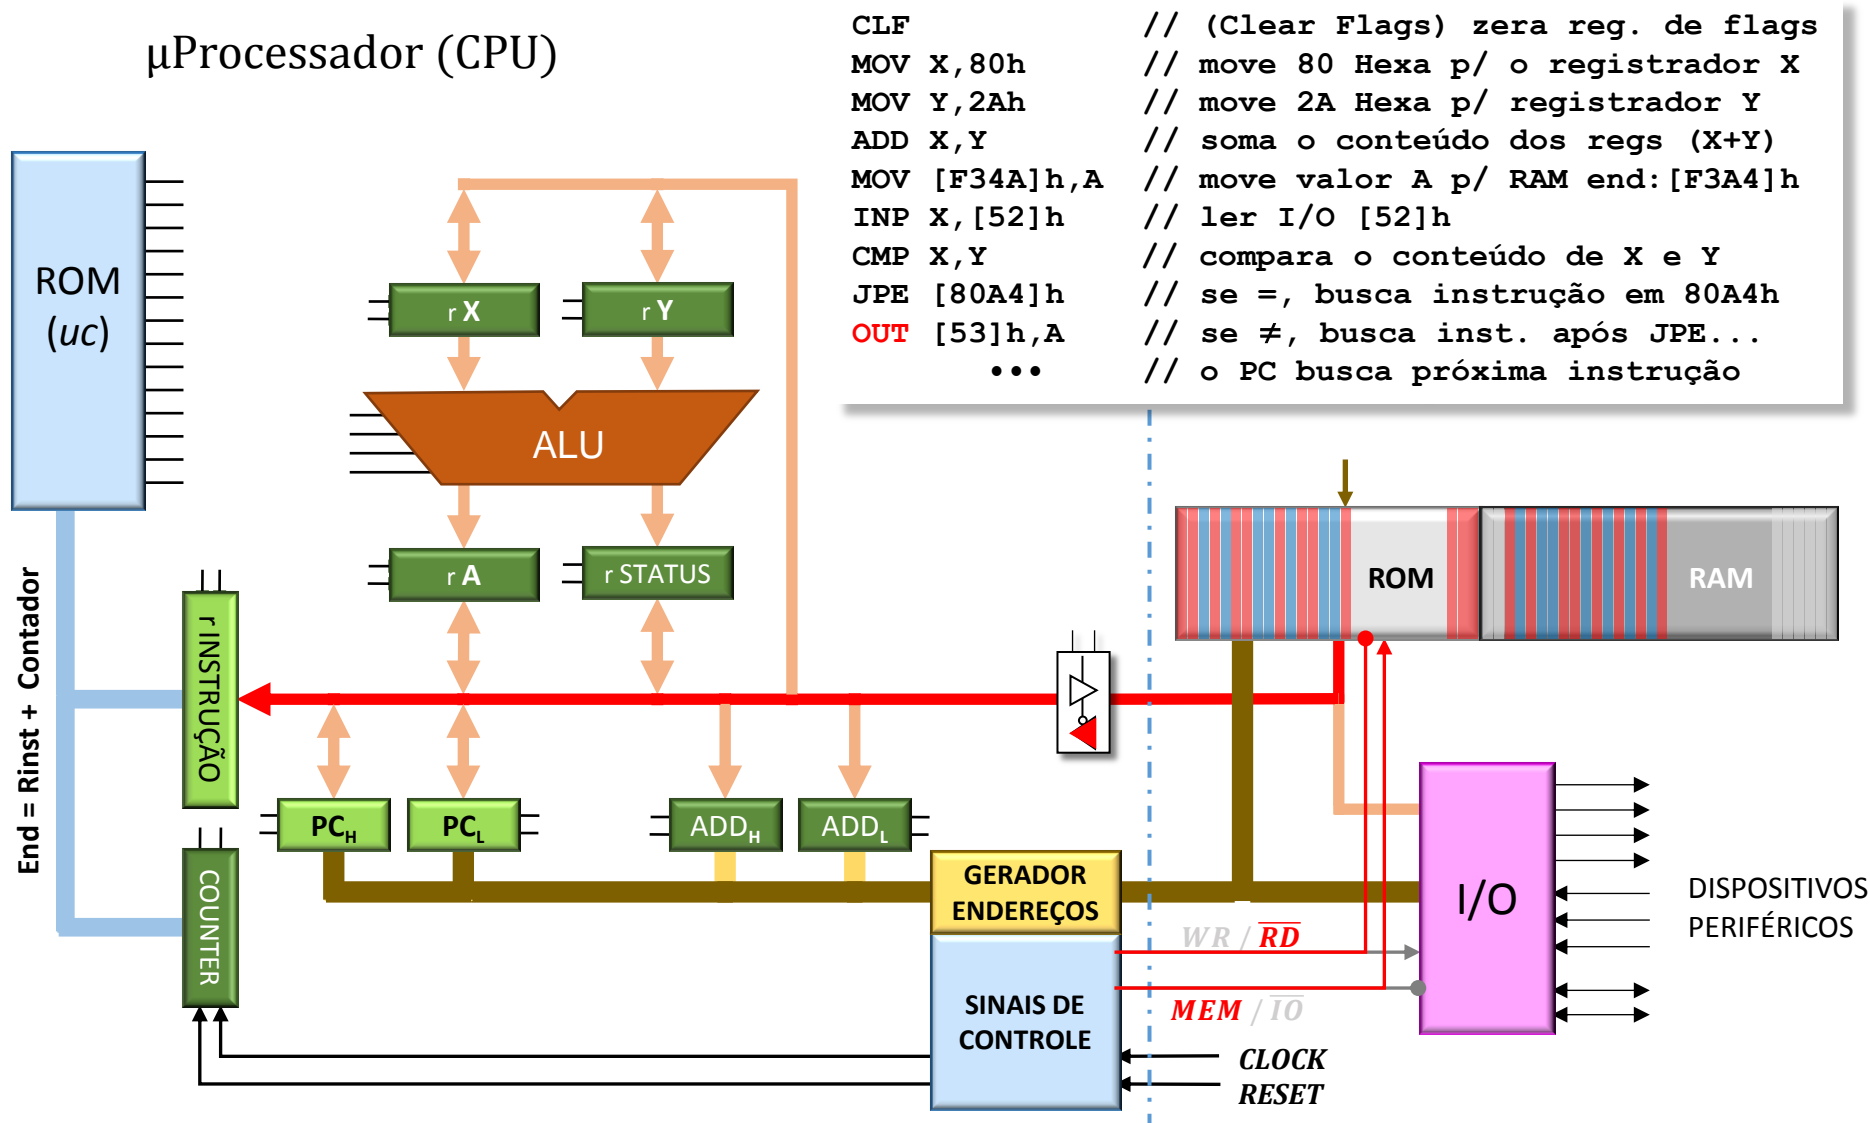 μProcessador (CPU)
CLF // (Clear Flags) zera reg. de flags
MOV X,80h // move 80 Hexa p/ o registrador X
MOV Y,2Ah // move 2A Hexa p/ registrador Y
ADD X,Y // soma o conteúdo dos regs (X+Y)
MOV [F34A]h,A // move valor A p/ RAM end:[F3A4]h
INP X,[52]h // ler I/O [52]h
CMP X,Y // compara o conteúdo de X e Y
JPE [80A4]h // se =, busca instrução em 80A4h
OUT [53]h,A // se ≠, busca inst. após JPE...
••• // o PC busca próxima instrução
ROM
(uc)
r X
r Y
ALU
r A
r STATUS
ROM
RAM
End = Rinst + Contador
r INSTRUÇÃO
PCH
PCL
ADDH
ADDL
COUNTER
GERADOR
ENDEREÇOS
SINAIS DE
CONTROLE
WR / R̅D̅
MEM / I̅O̅
CLOCK
RESET
I/O
DISPOSITIVOS
PERIFÉRICOS